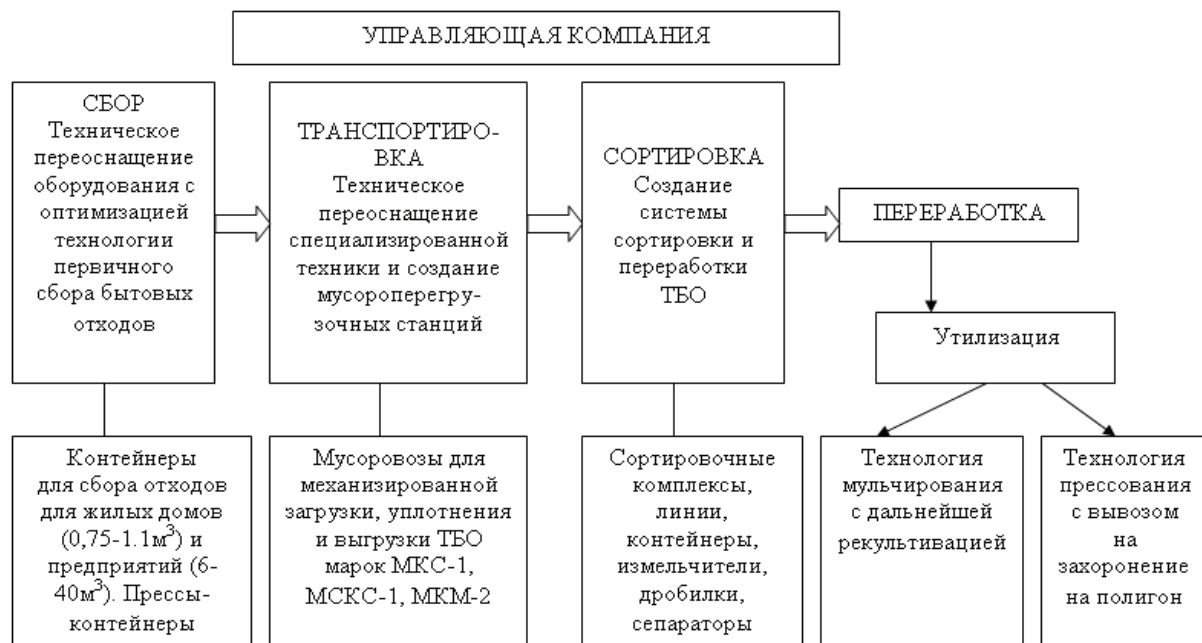 УПРАВЛЯЮЩАЯ КОМПАНИЯ
СБОР
Техническое
переоснащение
оборудования с
оптимизацией
технологии
первичного
сбора бытовых
отходов
ТРАНСПОРТИРО-
ВКА
Техническое
переоснащение
специализированной
техники и создание
мусороперегру-
зочных станций
СОРТИРОВКА
Создание
системы
сортировки и
переработки
ТБО
ПЕРЕРАБОТКА
Утилизация
Контейнеры
для сбора отходов
для жилых домов
(0,75-1.1м³) и
предприятий (6-
40м³). Прессы-
контейнеры
Мусоровозы для
механизированной
загрузки, уплотнения
и выгрузки ТБО
марок МКС-1,
МСКС-1, МКМ-2
Сортировочные
комплексы,
линии,
контейнеры,
измельчители,
дробилки,
сепараторы
Технология
мульчирования
с дальнейшей
рекультивацией
Технология
прессования
с вывозом
на
захоронение
на полигон